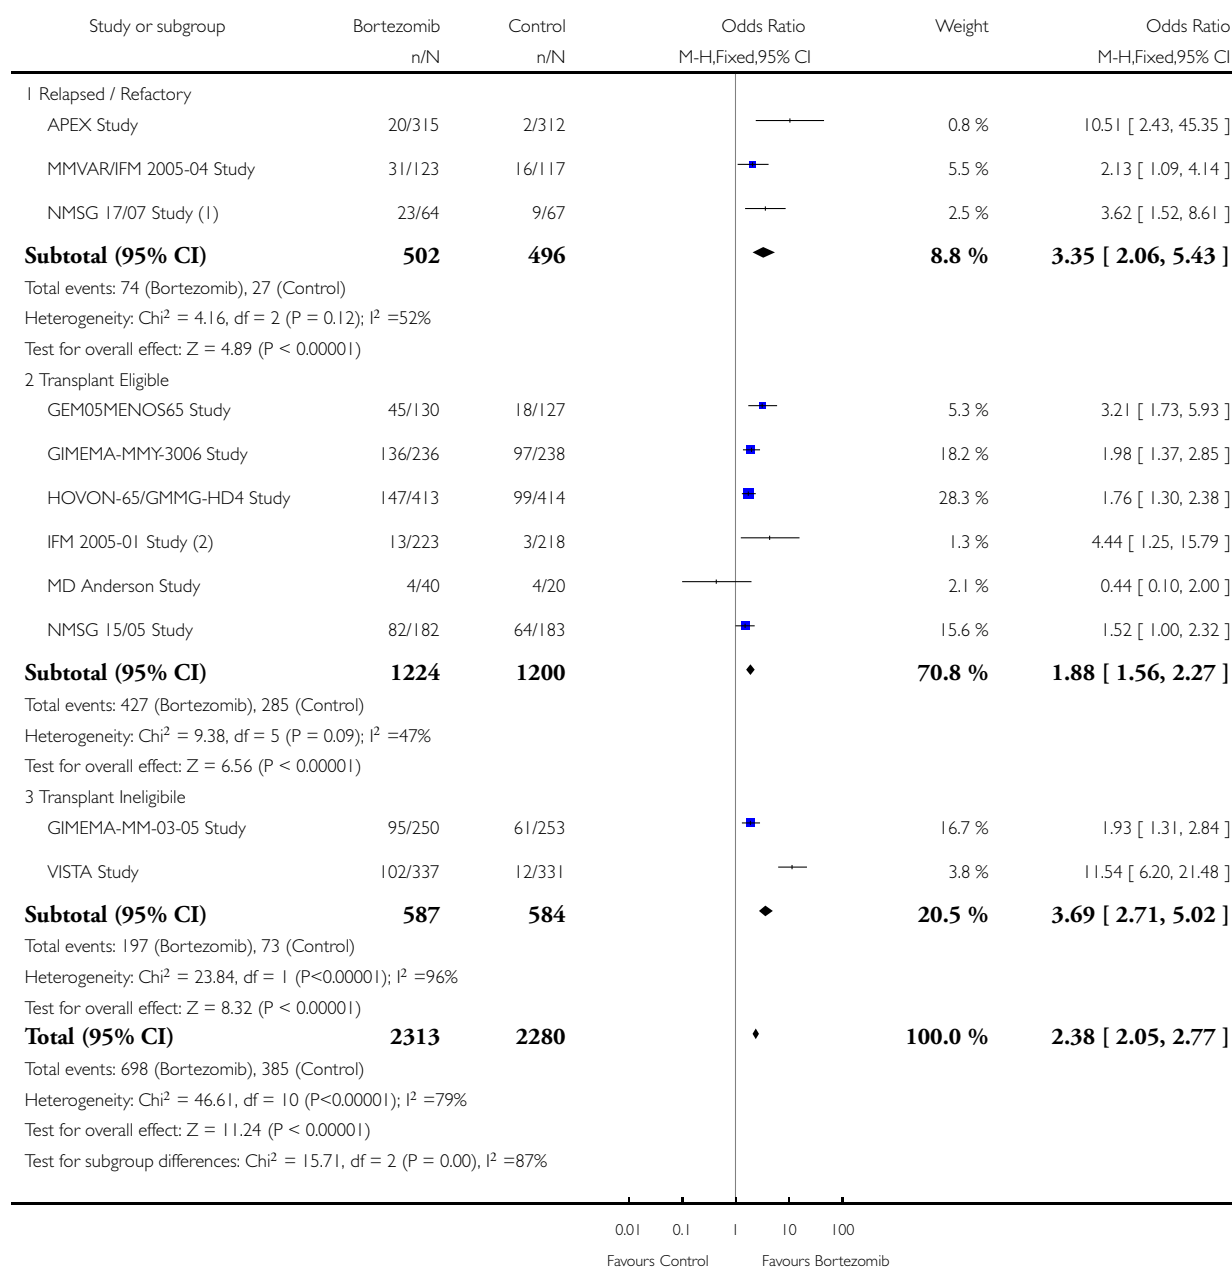 Study or subgroup Bortezomib Control Odds Ratio Weight Odds Ratio
n/N n/N M-H,Fixed,95% CI M-H,Fixed,95% CI
1 Relapsed / Refactory
APEX Study 20/315 2/312 0.8 % 10.51 [ 2.43, 45.35 ]
MMVAR/IFM 2005-04 Study 31/123 16/117 5.5 % 2.13 [ 1.09, 4.14 ]
NMSG 17/07 Study (1) 23/64 9/67 2.5 % 3.62 [ 1.52, 8.61 ]
Subtotal (95% CI) 502 496 8.8 % 3.35 [ 2.06, 5.43 ]
Total events: 74 (Bortezomib), 27 (Control)
Heterogeneity: Chi² = 4.16, df = 2 (P = 0.12); I² =52%
Test for overall effect: Z = 4.89 (P < 0.00001)
2 Transplant Eligible
GEM05MENOS65 Study 45/130 18/127 5.3 % 3.21 [ 1.73, 5.93 ]
GIMEMA-MMY-3006 Study 136/236 97/238 18.2 % 1.98 [ 1.37, 2.85 ]
HOVON-65/GMMG-HD4 Study 147/413 99/414 28.3 % 1.76 [ 1.30, 2.38 ]
IFM 2005-01 Study (2) 13/223 3/218 1.3 % 4.44 [ 1.25, 15.79 ]
MD Anderson Study 4/40 4/20 2.1 % 0.44 [ 0.10, 2.00 ]
NMSG 15/05 Study 82/182 64/183 15.6 % 1.52 [ 1.00, 2.32 ]
Subtotal (95% CI) 1224 1200 70.8 % 1.88 [ 1.56, 2.27 ]
Total events: 427 (Bortezomib), 285 (Control)
Heterogeneity: Chi² = 9.38, df = 5 (P = 0.09); I² =47%
Test for overall effect: Z = 6.56 (P < 0.00001)
3 Transplant Ineligibile
GIMEMA-MM-03-05 Study 95/250 61/253 16.7 % 1.93 [ 1.31, 2.84 ]
VISTA Study 102/337 12/331 3.8 % 11.54 [ 6.20, 21.48 ]
Subtotal (95% CI) 587 584 20.5 % 3.69 [ 2.71, 5.02 ]
Total events: 197 (Bortezomib), 73 (Control)
Heterogeneity: Chi² = 23.84, df = 1 (P<0.00001); I² =96%
Test for overall effect: Z = 8.32 (P < 0.00001)
Total (95% CI) 2313 2280 100.0 % 2.38 [ 2.05, 2.77 ]
Total events: 698 (Bortezomib), 385 (Control)
Heterogeneity: Chi² = 46.61, df = 10 (P<0.00001); I² =79%
Test for overall effect: Z = 11.24 (P < 0.00001)
Test for subgroup differences: Chi² = 15.71, df = 2 (P = 0.00), I² =87%
0.01 0.1 1 10 100
Favours Control Favours Bortezomib